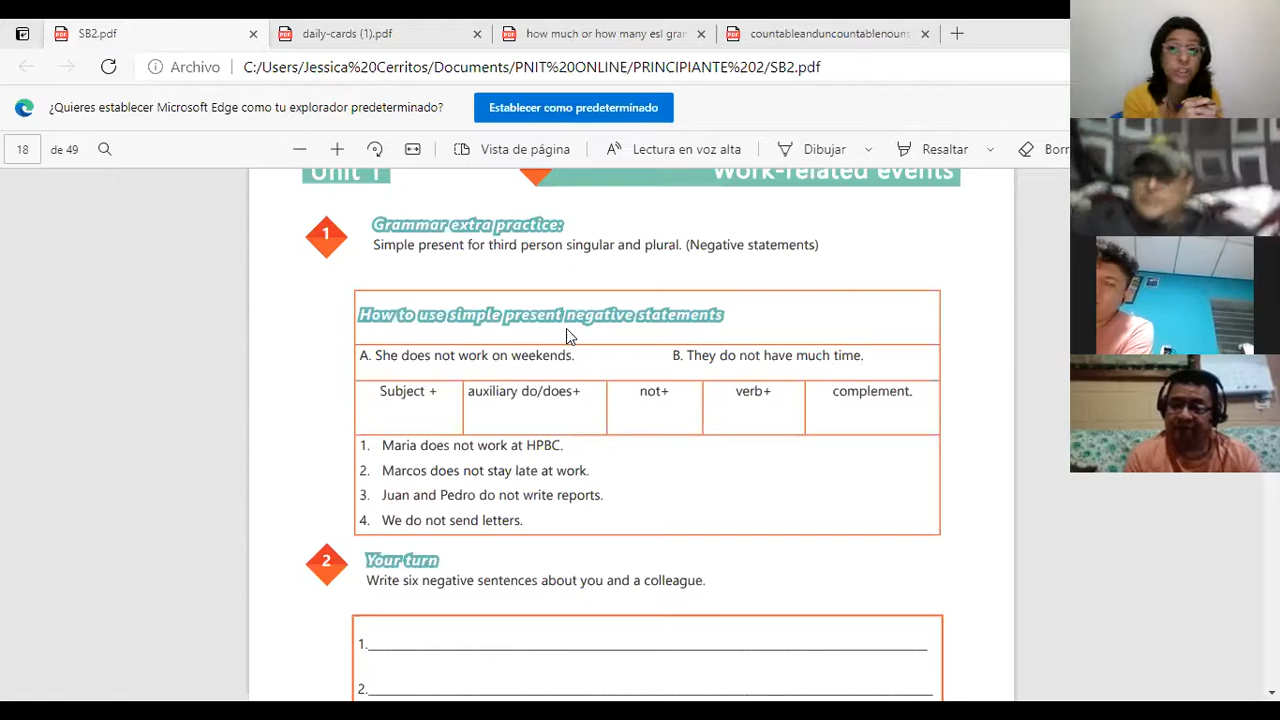 SB2.pdf
daily-cards (1).pdf
how much or how many esl gra
countableanduncountablenoun
Archivo
C:/Users/Jessica%20Cerritos/Documents/PNIT%20ONLINE/PRINCIPIANTE%202/SB2.pdf
¿Quieres establecer Microsoft Edge como tu explorador predeterminado?
Establecer como predeterminado
18 de 49
Vista de página
Lectura en voz alta
Dibujar
Resaltar
Borr
Unit 1
Work-related events
1
Grammar extra practice:
Simple present for third person singular and plural. (Negative statements)
How to use simple present negative statements
A. She does not work on weekends.
B. They do not have much time.
Subject +
auxiliary do/does+
not+
verb+
complement.
1. Maria does not work at HPBC.
2. Marcos does not stay late at work.
3. Juan and Pedro do not write reports.
4. We do not send letters.
2
Your turn
Write six negative sentences about you and a colleague.
1.
2.